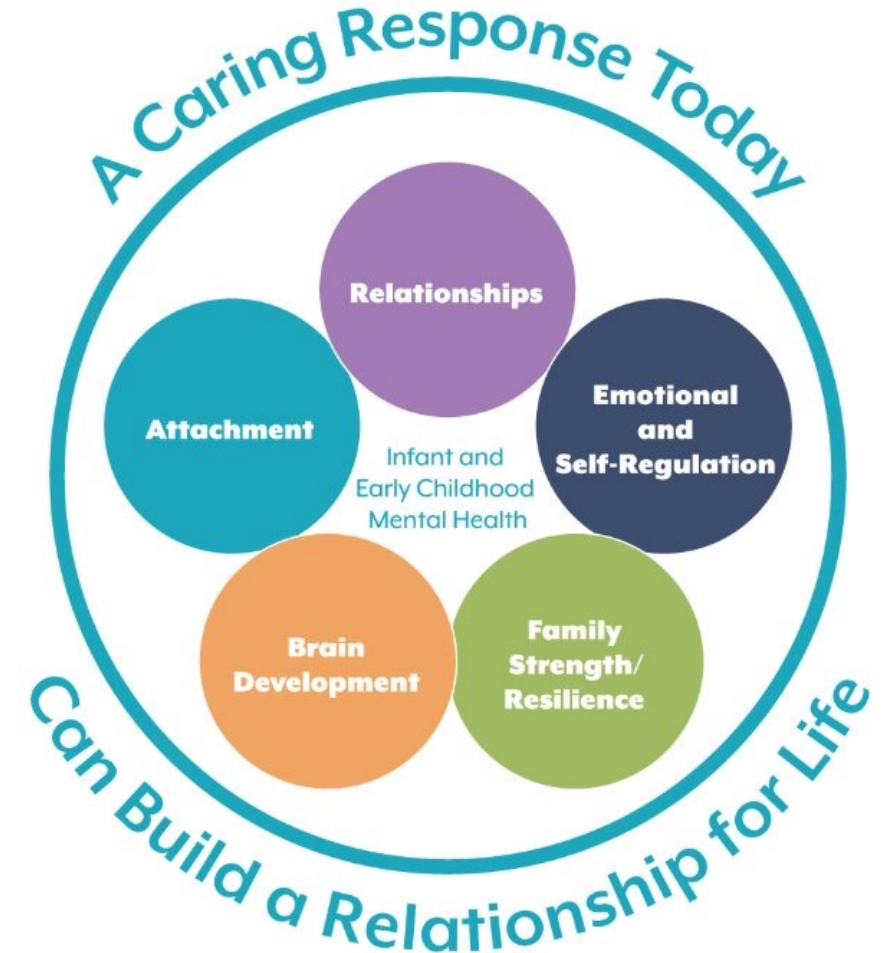 A Caring Response Today
Relationships
Attachment
Emotional
and
Self-Regulation
Infant and
Early Childhood
Mental Health
Brain
Development
Family
Strength/
Resilience
Can Build a Relationship for Life